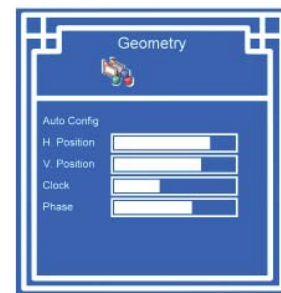 Geometry
Auto Config
H. Position
V. Position
Clock
Phase